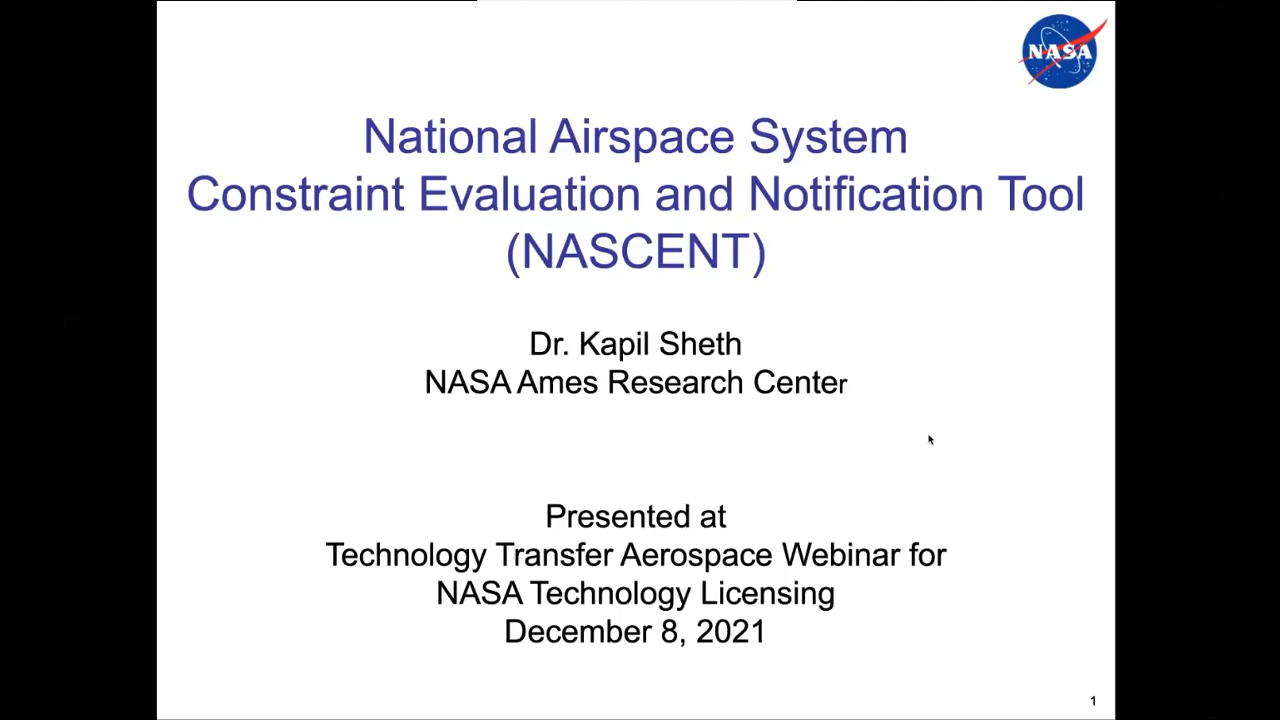 NASA
National Airspace System
Constraint Evaluation and Notification Tool
(NASCENT)
Dr. Kapil Sheth
NASA Ames Research Center
Presented at
Technology Transfer Aerospace Webinar for
NASA Technology Licensing
December 8, 2021
1